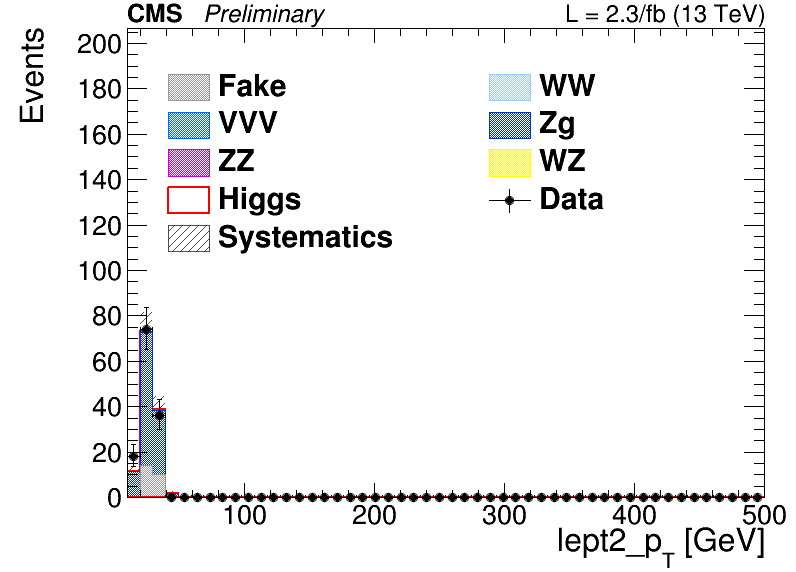 CMS Preliminary L = 2.3/fb (13 TeV)
Events
200
180
160
140
120
100
80
60
40
20
0
Fake WW
VVV Zg
ZZ WZ
Higgs Data
Systematics
100 200 300 400 500
lept2_p_T [GeV]